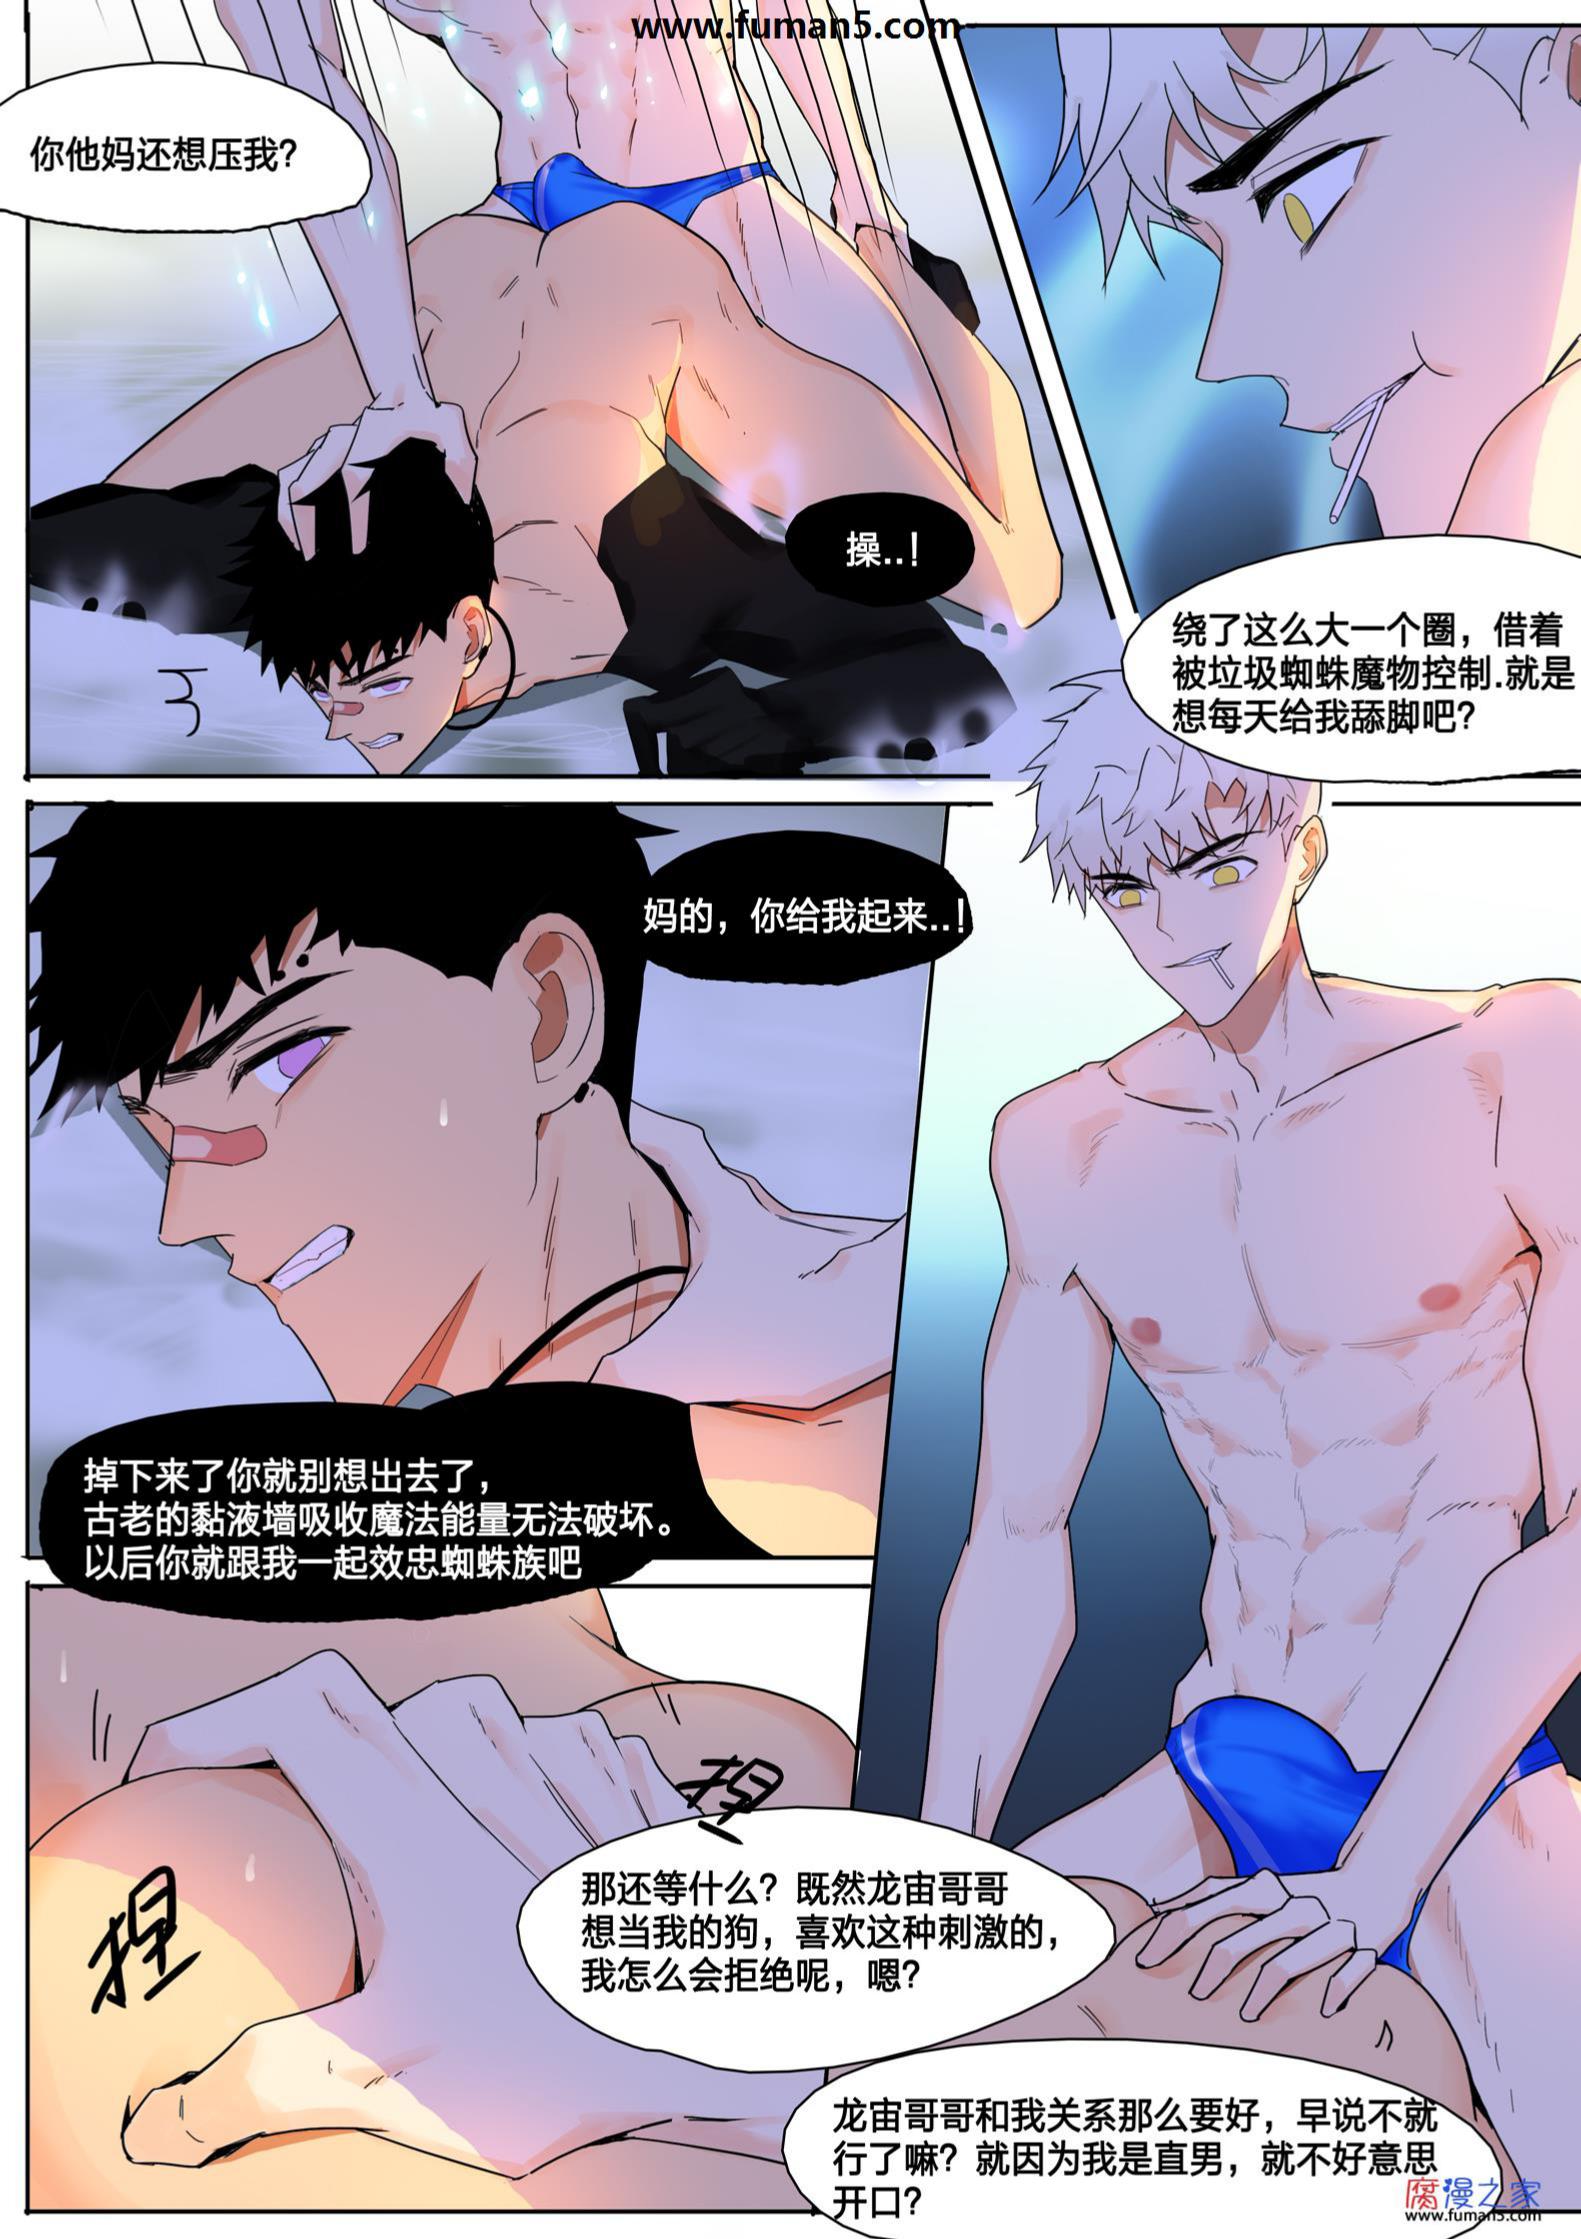 www.fuman5.com
你他妈还想压我？
操..！
绕了这么大一个圈，借着
被垃圾蜘蛛魔物控制.就是
想每天给我舔脚吧？
妈的，你给我起来..！
掉下来了你就别想出去了，
古老的黏液墙吸收魔法能量无法破坏。
以后你就跟我一起效忠蜘蛛族吧
捏
捏
那还等什么？既然龙宙哥哥
想当我的狗，喜欢这种刺激的，
我怎么会拒绝呢，嗯？
龙宙哥哥和我关系那么要好，早说不就
行了嘛？就因为我是直男，就不好意思
开口？
腐漫之家
www.fuman5.com